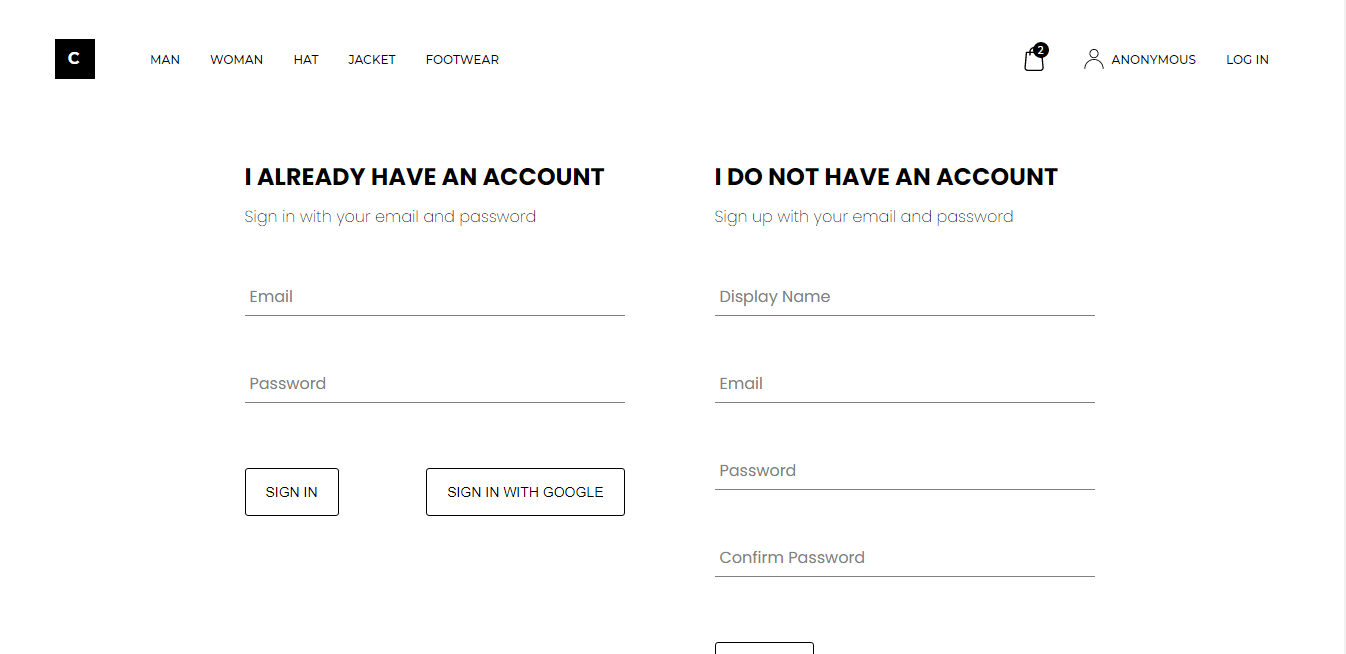 C
MAN WOMAN HAT JACKET FOOTWEAR
2
ANONYMOUS LOG IN
I ALREADY HAVE AN ACCOUNT
Sign in with your email and password
Email
Password
SIGN IN SIGN IN WITH GOOGLE
I DO NOT HAVE AN ACCOUNT
Sign up with your email and password
Display Name
Email
Password
Confirm Password